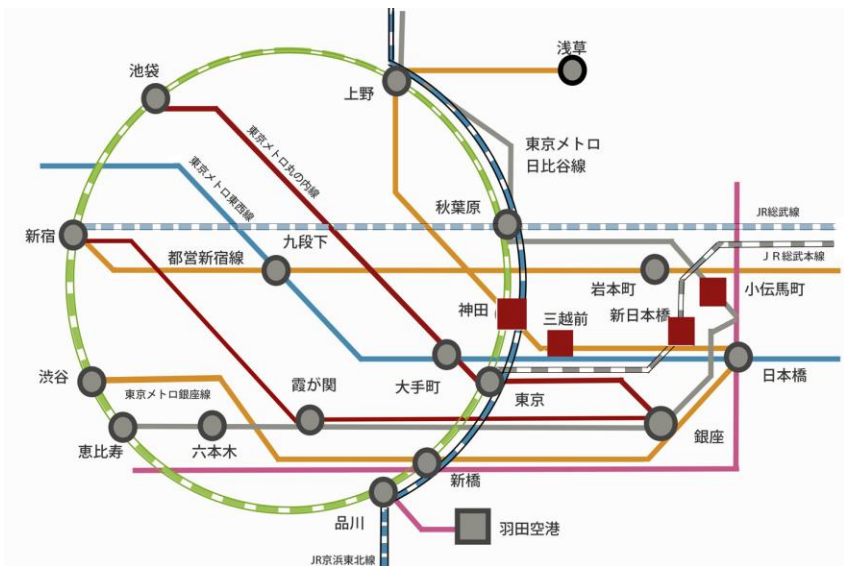 浅草
池袋
上野
東京メトロ
日比谷線
東京メトロ丸の内線
東京メトロ東西線
秋葉原
JR総武線
新宿
九段下
都営新宿線
ＪＲ総武本線
岩本町
小伝馬町
神田
三越前
新日本橋
渋谷
東京メトロ銀座線
霞が関
大手町
東京
日本橋
恵比寿
六本木
銀座
新橋
品川
羽田空港
JR京浜東北線